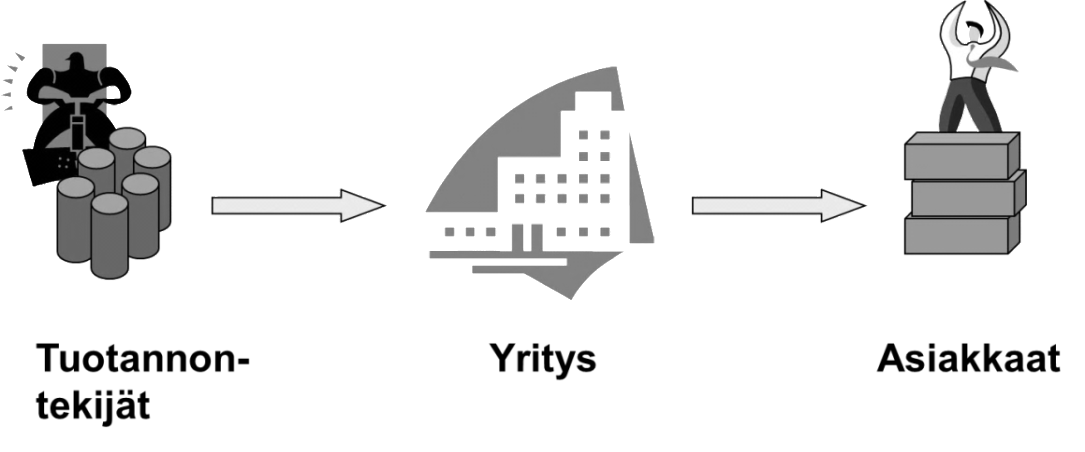 Tuotannon-
tekijät
Yritys
Asiakkaat